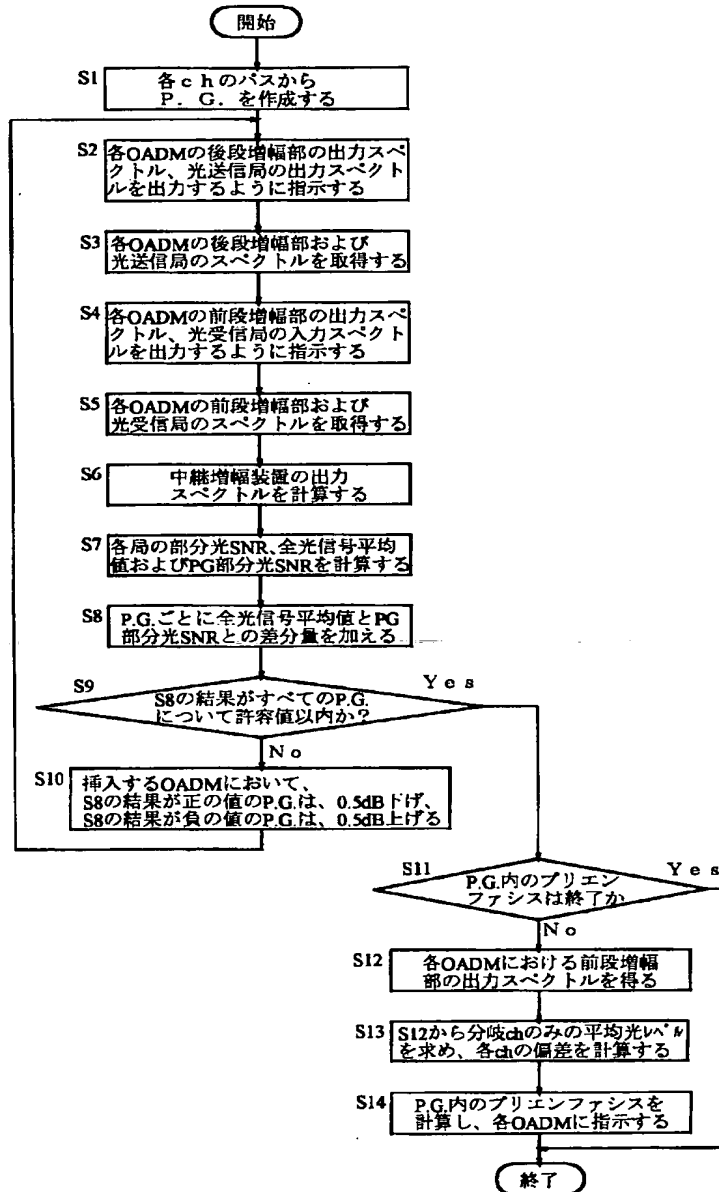 開始
S1
各chのパスから
P. G. を作成する
S2
各OADMの後段増幅部の出力スペ
クトル、光送信局の出力スペクト
ルを出力するように指示する
S3
各OADMの後段増幅部および
光送信局のスペクトルを取得する
S4
各OADMの前段増幅部の出力スペ
クトル、光受信局の入力スペクト
ルを出力するように指示する
S5
各OADMの前段増幅部および
光受信局のスペクトルを取得する
S6
中継増幅装置の出力
スペクトルを計算する
S7
各局の部分光SNR、全光信号平均
値およびPG部分光SNRを計算する
S8
P.G.ごとに全光信号平均値とPG
部分光SNRとの差分量を加える
S9
S8の結果がすべてのP.G.
について許容値以内か?
Yes
No
S10
挿入するOADMにおいて、
S8の結果が正の値のP.G.は、0.5dB下げ、
S8の結果が負の値のP.G.は、0.5dB上げる
S11
P.G.内のプリエン
ファシスは終了か
Yes
No
S12
各OADMにおける前段増幅
部の出力スペクトルを得る
S13
S12から分岐chのみの平均光レベル
を求め、各chの偏差を計算する
S14
P.G.内のプリエンファシスを
計算し、各OADMに指示する
終了